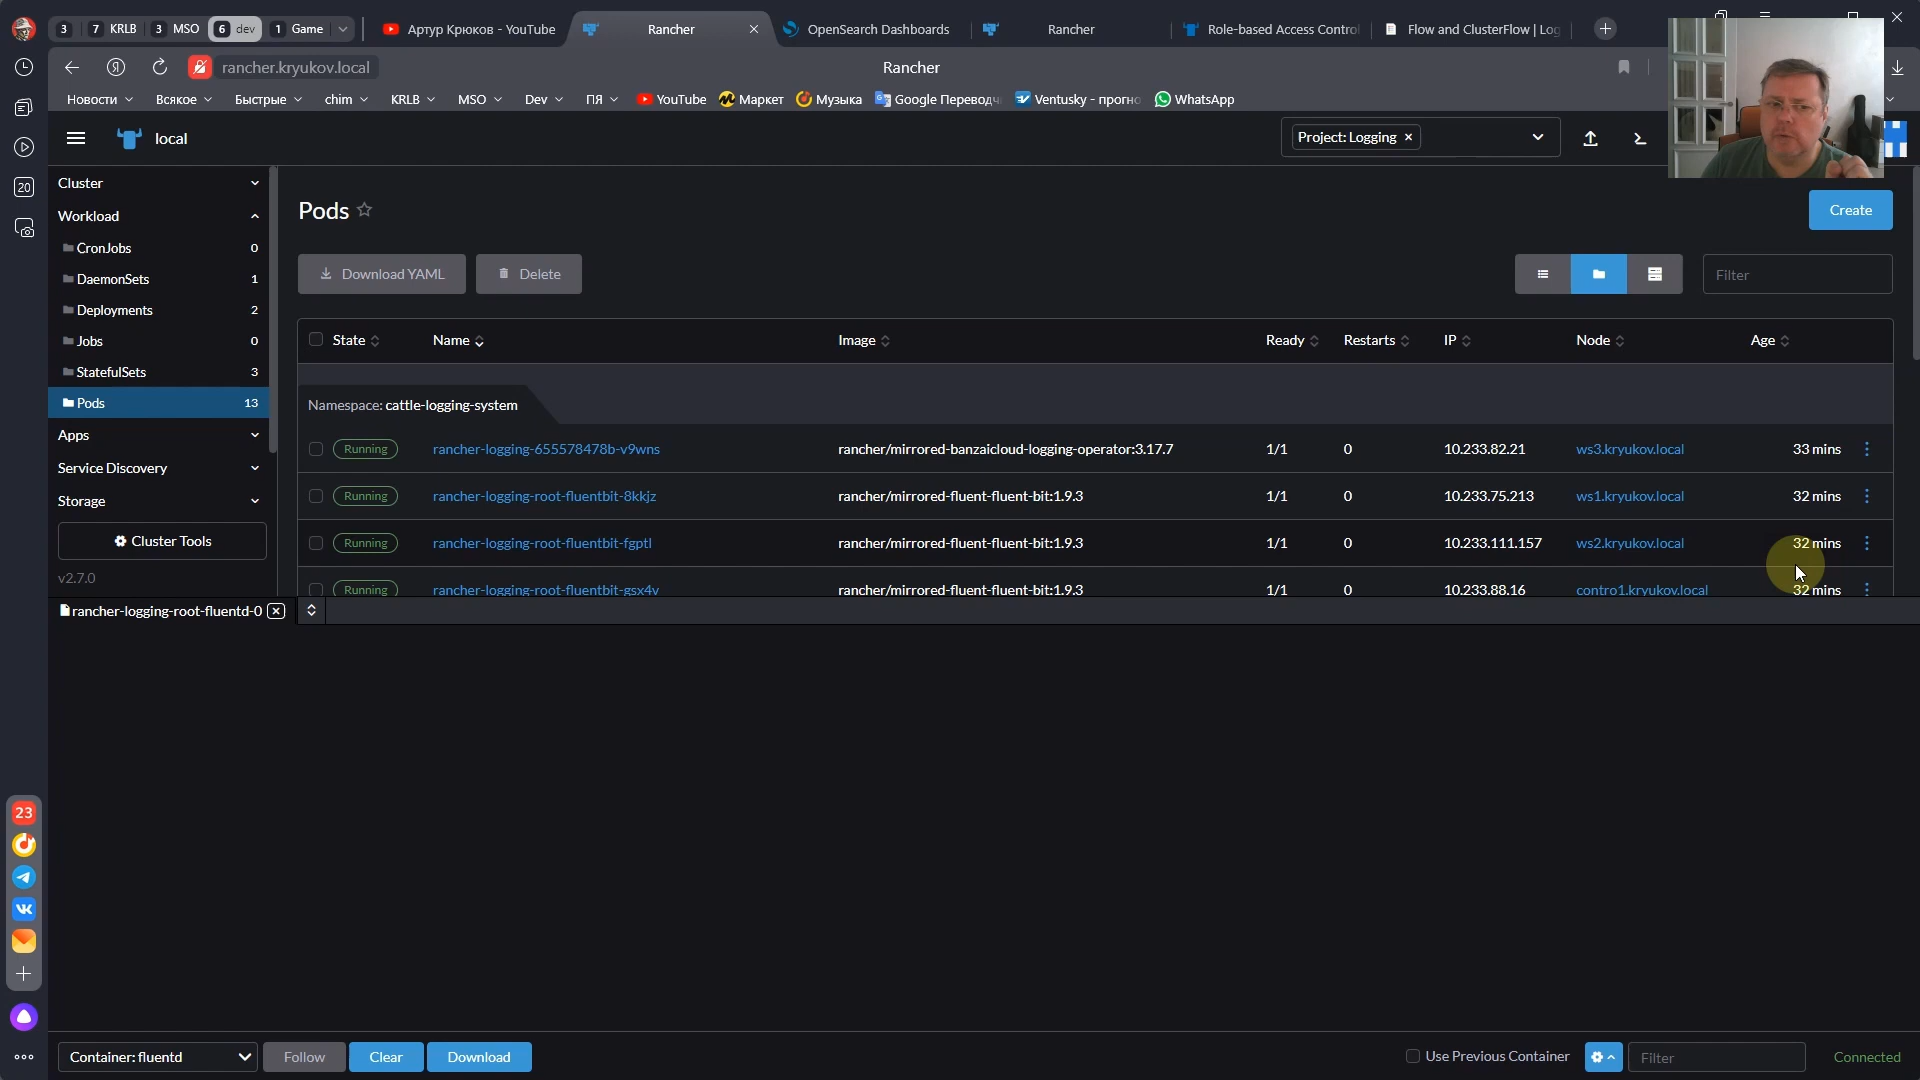 3 7 KRLB 3 MSO 6 dev 1 Game Артур Крюков - YouTube Rancher OpenSearch Dashboards Rancher Role-based Access Control Flow and ClusterFlow | Log
rancher.kryukov.local Rancher
Новости Всякое Быстрые chim KRLB MSO Dev ПЯ YouTube Маркет Музыка Google Переводч Ventusky - прогно WhatsApp
local Project: Logging
20
Cluster
Workload
CronJobs 0
DaemonSets 1
Deployments 2
Jobs 0
StatefulSets 3
Pods 13
Apps
Service Discovery
Storage
Cluster Tools
v2.7.0
Pods Create
Download YAML Delete Filter
State Name Image Ready Restarts IP Node Age
Namespace: cattle-logging-system
Running rancher-logging-655578478b-v9wns rancher/mirrored-banzaicloud-logging-operator:3.17.7 1/1 0 10.233.82.21 ws3.kryukov.local 33 mins
Running rancher-logging-root-fluentbit-8kkjz rancher/mirrored-fluent-fluent-bit:1.9.3 1/1 0 10.233.75.213 ws1.kryukov.local 32 mins
Running rancher-logging-root-fluentbit-fgptl rancher/mirrored-fluent-fluent-bit:1.9.3 1/1 0 10.233.111.157 ws2.kryukov.local 32 mins
Running rancher-logging-root-fluentbit-gsx4v rancher/mirrored-fluent-fluent-bit:1.9.3 1/1 0 10.233.88.16 contro1.kryukov.local 32 mins
rancher-logging-root-fluentd-0
23
Container: fluentd Follow Clear Download Use Previous Container Filter Connected